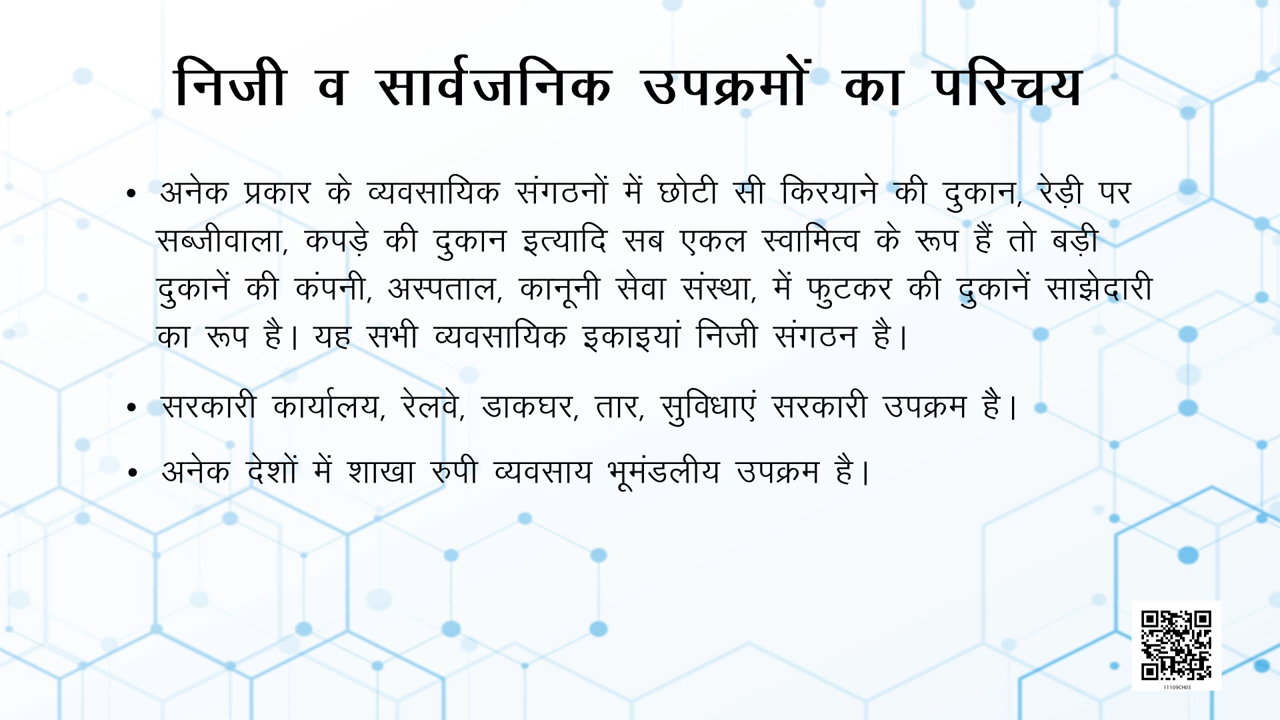 निजी व सार्वजनिक उपक्रमों का परिचय
• अनेक प्रकार के व्यवसायिक संगठनों में छोटी सी किरयाने की दुकान, रेड़ी पर
सब्जीवाला, कपड़े की दुकान इत्यादि सब एकल स्वामित्व के रूप हैं तो बड़ी
दुकानें की कंपनी, अस्पताल, कानूनी सेवा संस्था, में फुटकर की दुकानें साझेदारी
का रूप है। यह सभी व्यवसायिक इकाइयां निजी संगठन है।
• सरकारी कार्यालय, रेलवे, डाकघर, तार, सुविधाएं सरकारी उपक्रम है।
• अनेक देशों में शाखा रुपी व्यवसाय भूमंडलीय उपक्रम है।
11109CH03